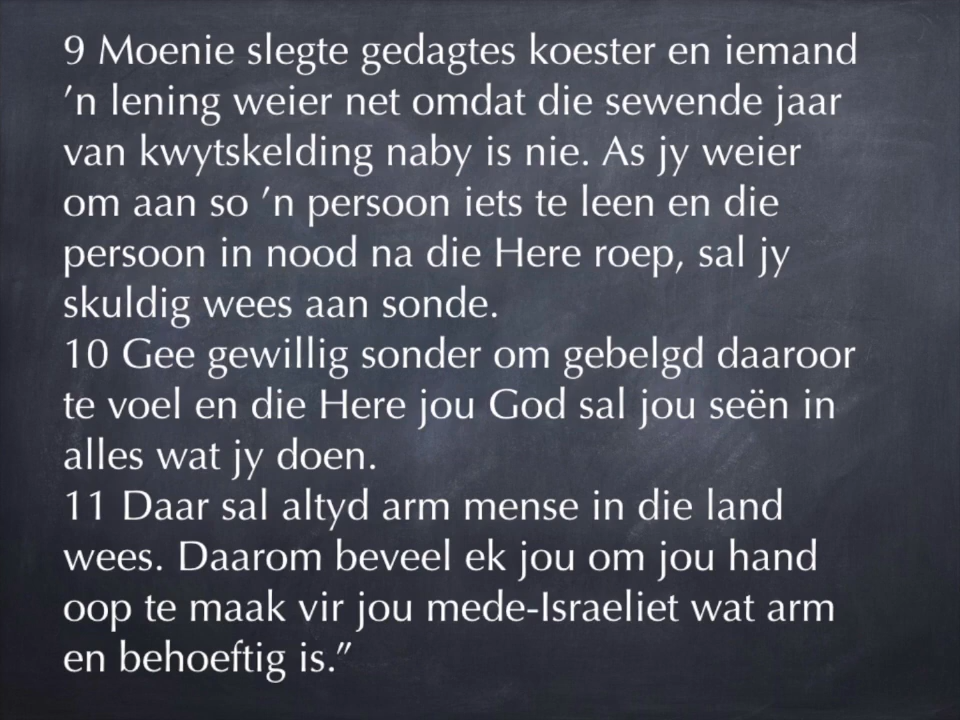 9 Moenie slegte gedagtes koester en iemand
’n lening weier net omdat die sewende jaar
van kwytskelding naby is nie. As jy weier
om aan so ’n persoon iets te leen en die
persoon in nood na die Here roep, sal jy
skuldig wees aan sonde.
10 Gee gewillig sonder om gebelgd daaroor
te voel en die Here jou God sal jou seën in
alles wat jy doen.
11 Daar sal altyd arm mense in die land
wees. Daarom beveel ek jou om jou hand
oop te maak vir jou mede-Israeliet wat arm
en behoeftig is.”